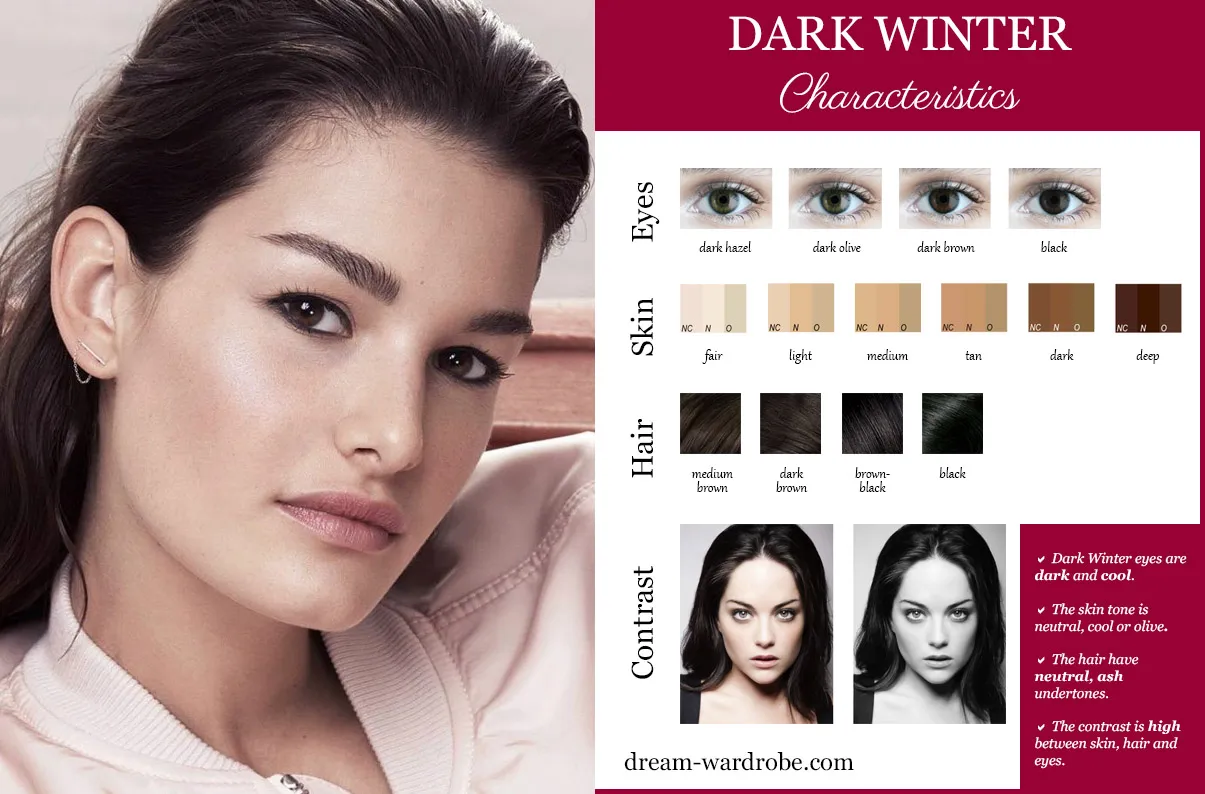 DARK WINTER
Characteristics
Eyes
dark hazel
dark olive
dark brown
black
Skin
NC N O
NC N O
NC N O
NC N O
NC N O
NC N O
fair
light
medium
tan
dark
deep
Hair
medium
brown
dark
brown
brown-
black
black
Contrast
Dark Winter eyes are
dark and cool.
The skin tone is
neutral, cool or olive.
The hair have
neutral, ash
undertones.
The contrast is high
between skin, hair and
eyes.
dream-wardrobe.com